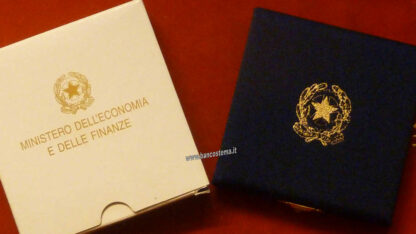 MINISTERO DELL'ECONOMIA
E DELLE FINANZE
www.bancostema.it